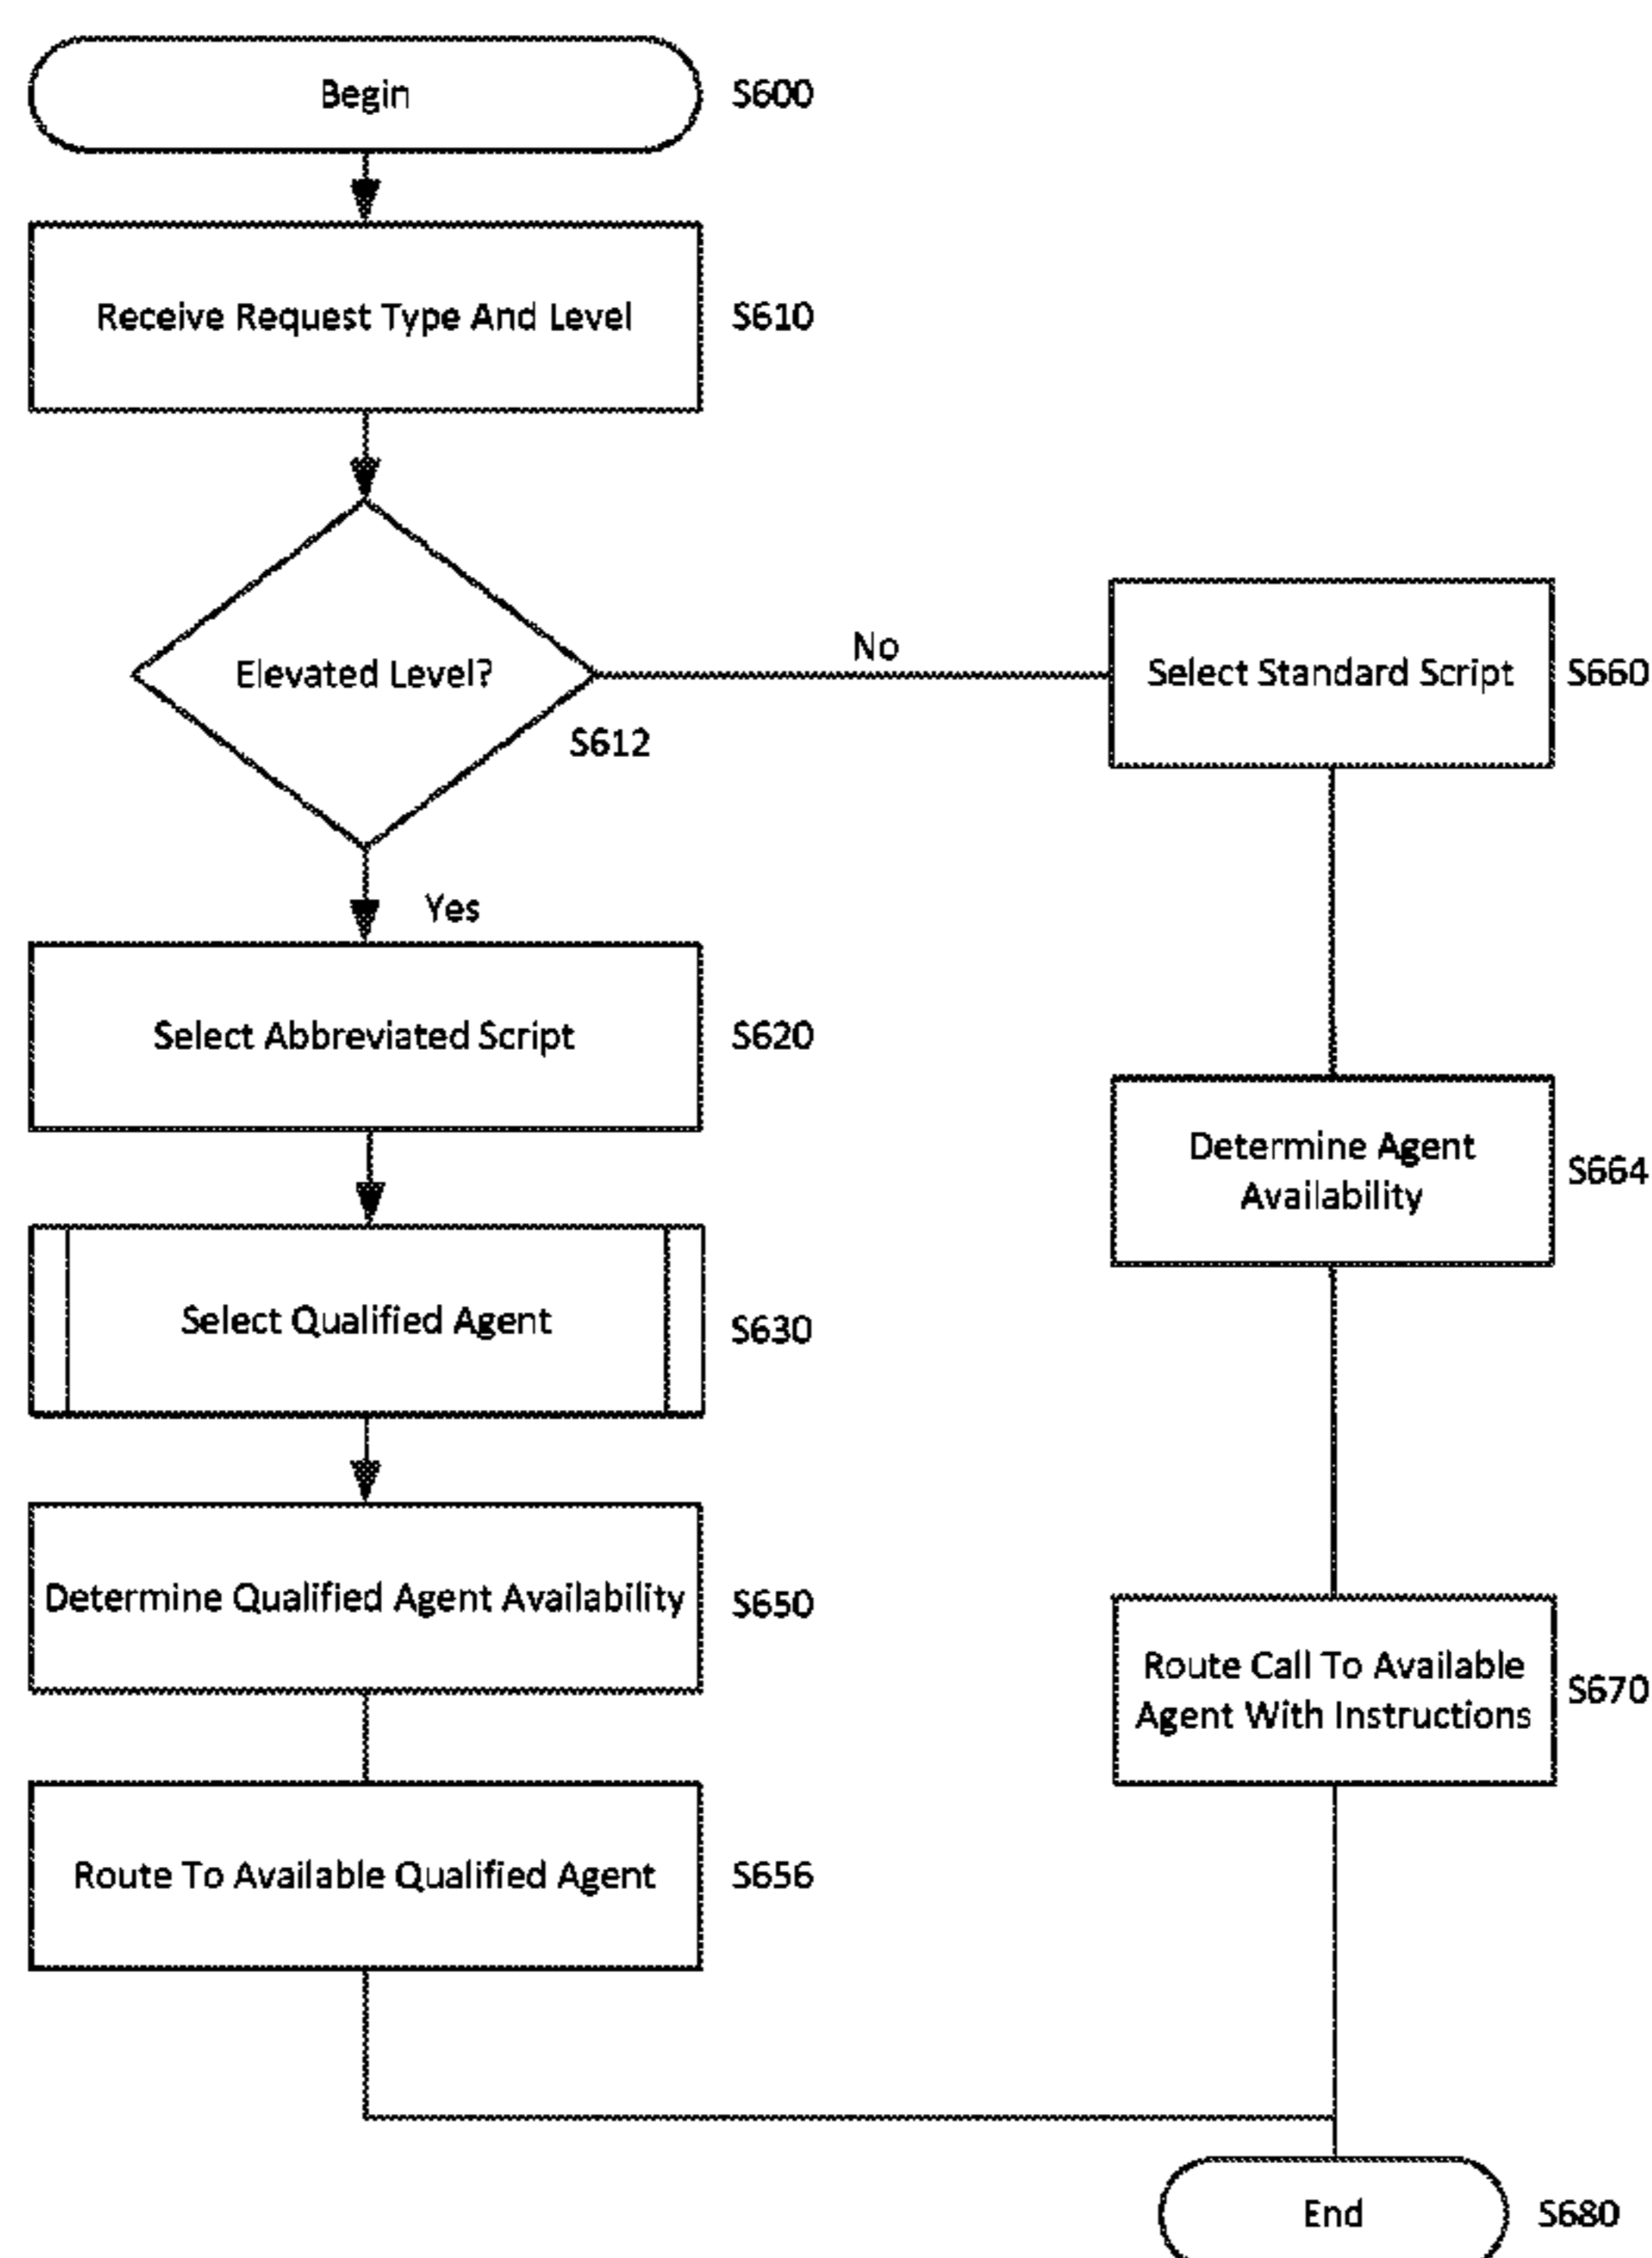 Begin
S600
Receive Request Type And Level
S610
Elevated Level?
S612
No
Select Standard Script
S660
Yes
Select Abbreviated Script
S620
Determine Agent
Availability
S664
Select Qualified Agent
S630
Determine Qualified Agent Availability
S650
Route Call To Available
Agent With Instructions
S670
Route To Available Qualified Agent
S656
End
S680